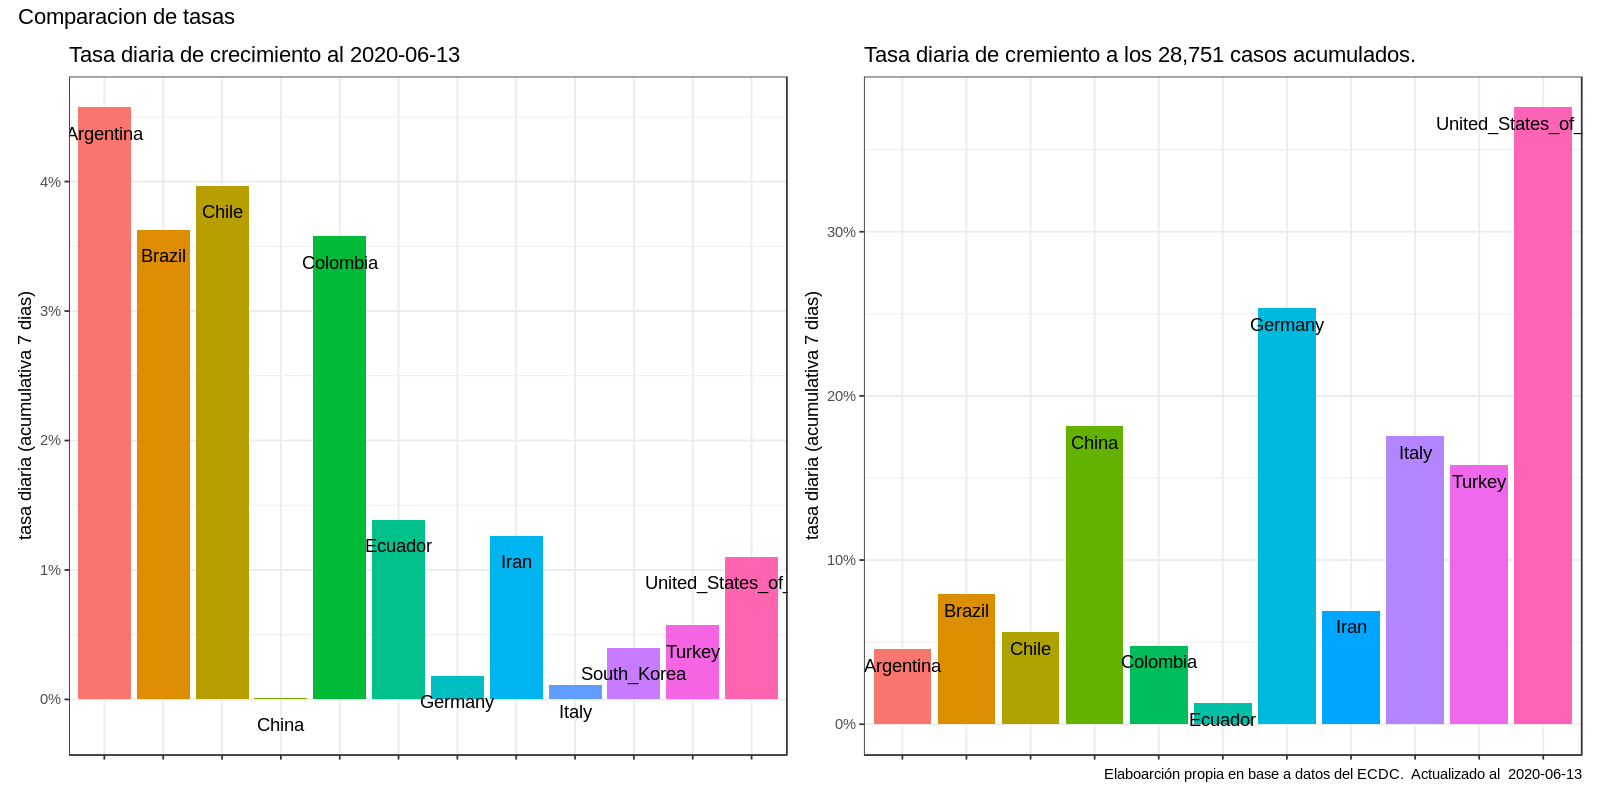 Comparacion de tasas
Tasa diaria de crecimiento al 2020-06-13
tasa diaria (acumulativa 7 dias)
4%
3%
2%
1%
0%
Argentina
Brazil
Chile
China
Colombia
Ecuador
Germany
Iran
Italy
South_Korea
Turkey
United_States_of_
Tasa diaria de cremiento a los 28,751 casos acumulados.
tasa diaria (acumulativa 7 dias)
30%
20%
10%
0%
Argentina
Brazil
Chile
China
Colombia
Ecuador
Germany
Iran
Italy
Turkey
United_States_of_
Elaboarción propia en base a datos del ECDC.  Actualizado al  2020-06-13